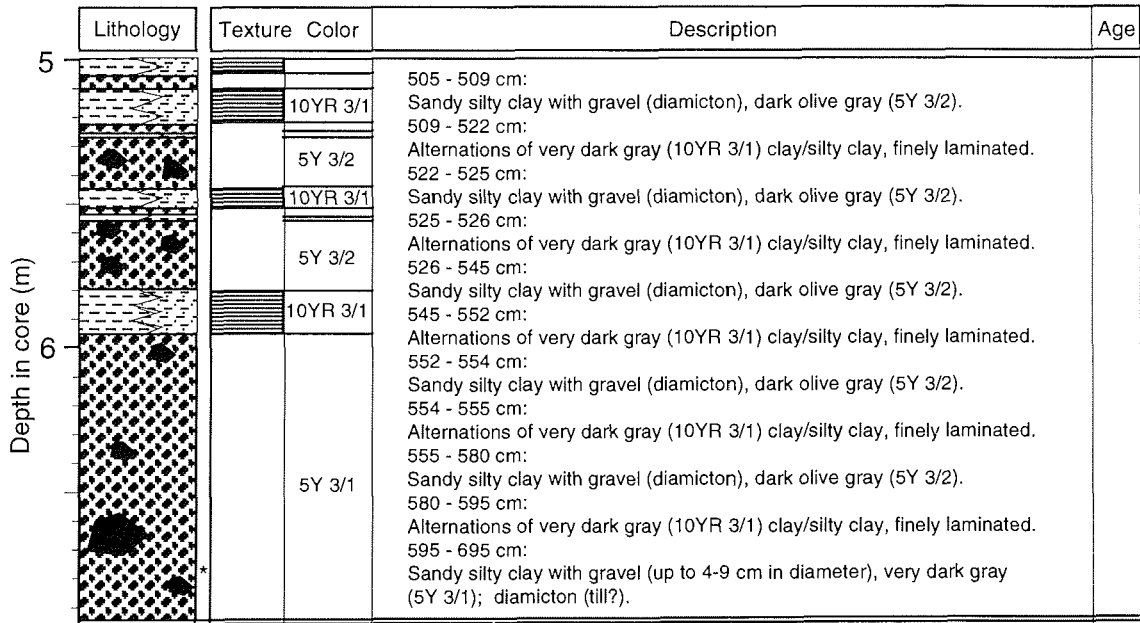 Lithology Texture Color Description Age
5
505 - 509 cm:
Sandy silty clay with gravel (diamicton), dark olive gray (5Y 3/2).
10YR 3/1
509 - 522 cm:
Alternations of very dark gray (10YR 3/1) clay/silty clay, finely laminated.
5Y 3/2
522 - 525 cm:
Sandy silty clay with gravel (diamicton), dark olive gray (5Y 3/2).
10YR 3/1
525 - 526 cm:
Alternations of very dark gray (10YR 3/1) clay/silty clay, finely laminated.
5Y 3/2
526 - 545 cm:
Sandy silty clay with gravel (diamicton), dark olive gray (5Y 3/2).
10YR 3/1
545 - 552 cm:
Alternations of very dark gray (10YR 3/1) clay/silty clay, finely laminated.
6
552 - 554 cm:
Sandy silty clay with gravel (diamicton), dark olive gray (5Y 3/2).
554 - 555 cm:
Alternations of very dark gray (10YR 3/1) clay/silty clay, finely laminated.
555 - 580 cm:
Sandy silty clay with gravel (diamicton), dark olive gray (5Y 3/2).
5Y 3/1
580 - 595 cm:
Alternations of very dark gray (10YR 3/1) clay/silty clay, finely laminated.
595 - 695 cm:
*
Sandy silty clay with gravel (up to 4-9 cm in diameter), very dark gray
(5Y 3/1); diamicton (till?).
Depth in core (m)